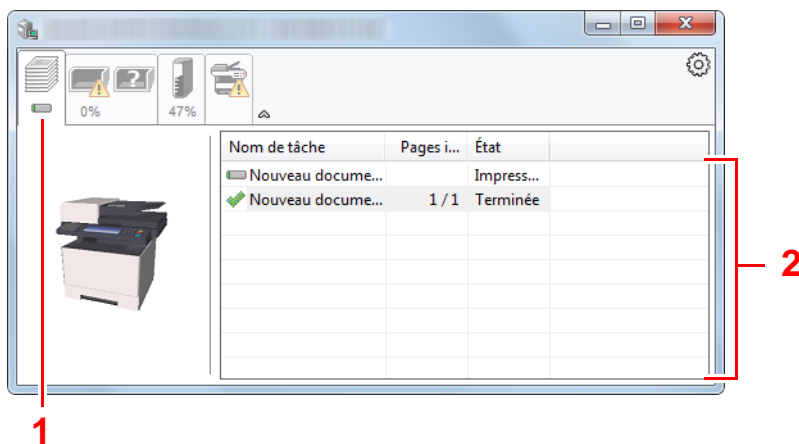 0% 47%
Nom de tâche Pages i... État
Nouveau docume... Impress...
Nouveau docume... 1 / 1 Terminée
2
1